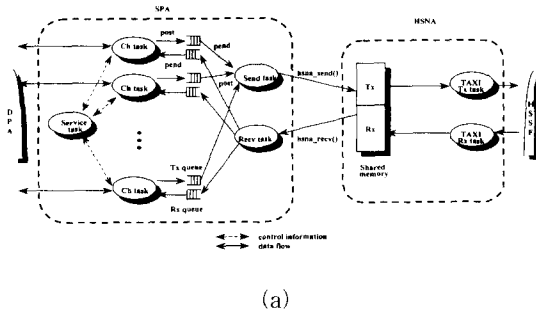 SPA
HSNA
post
Ch task
pend
pend
Ch task
post
Send task
hsna_send()
Tx
TAXI
Tx task
DPA
Service
task
HSSF
Recv task
hsna_recv()
Rx
TAXI
Rx task
Tx queue
Ch task
Shared
memory
Rx queue
control information
data flow
(a)